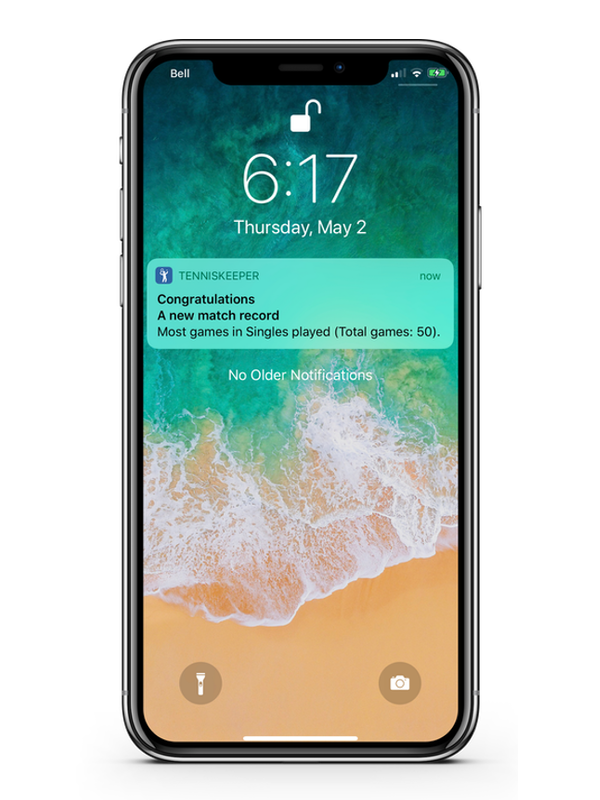 Bell
6:17
Thursday, May 2
TENNISKEEPER now
Congratulations
A new match record
Most games in Singles played (Total games: 50).
No Older Notifications